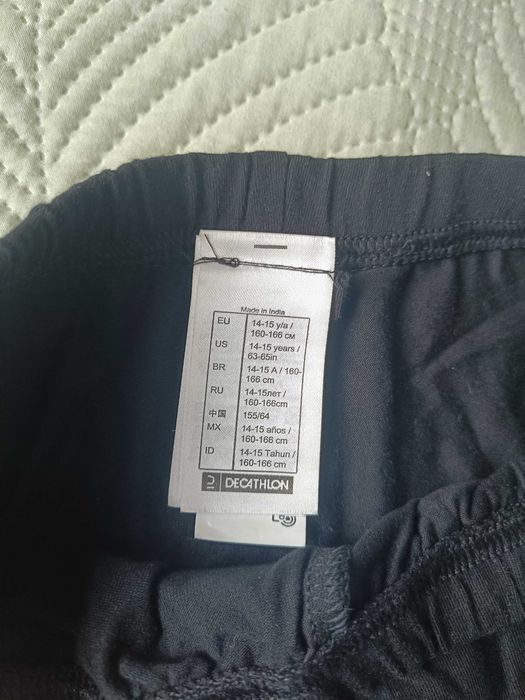 Made in India
EU 14-15 y/a /
160-166 см
US 14-15 years /
63-65in
BR 14-15 A / 160-
166 cm
RU 14-15лет /
160-166cm
中国 155/64
MX 14-15 años /
160-166 cm
ID 14-15 Tahun /
160-166 cm
DECATHLON